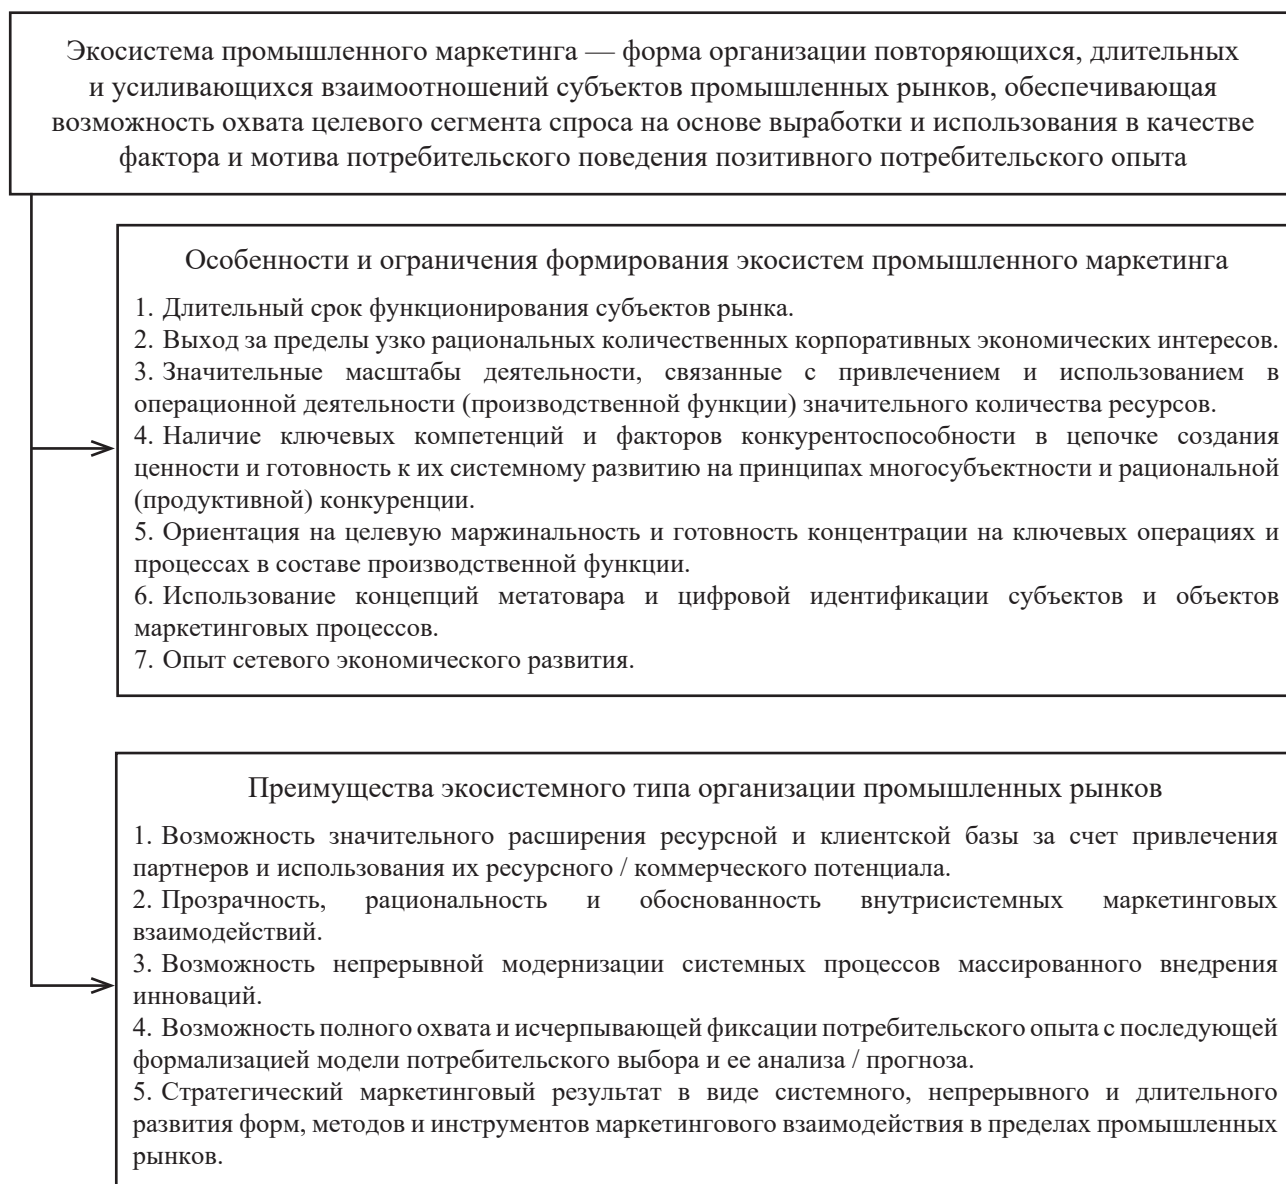 Экосистема промышленного маркетинга — форма организации повторяющихся, длительных
и усиливающихся взаимоотношений субъектов промышленных рынков, обеспечивающая
возможность охвата целевого сегмента спроса на основе выработки и использования в качестве
фактора и мотива потребительского поведения позитивного потребительского опыта
Особенности и ограничения формирования экосистем промышленного маркетинга
1. Длительный срок функционирования субъектов рынка.
2. Выход за пределы узко рациональных количественных корпоративных экономических интересов.
3. Значительные масштабы деятельности, связанные с привлечением и использованием в
операционной деятельности (производственной функции) значительного количества ресурсов.
4. Наличие ключевых компетенций и факторов конкурентоспособности в цепочке создания
ценности и готовность к их системному развитию на принципах многосубъектности и рациональной
(продуктивной) конкуренции.
5. Ориентация на целевую маржинальность и готовность концентрации на ключевых операциях и
процессах в составе производственной функции.
6. Использование концепций метатовара и цифровой идентификации субъектов и объектов
маркетинговых процессов.
7. Опыт сетевого экономического развития.
Преимущества экосистемного типа организации промышленных рынков
1. Возможность значительного расширения ресурсной и клиентской базы за счет привлечения
партнеров и использования их ресурсного / коммерческого потенциала.
2. Прозрачность, рациональность и обоснованность внутрисистемных маркетинговых
взаимодействий.
3. Возможность непрерывной модернизации системных процессов массированного внедрения
инноваций.
4. Возможность полного охвата и исчерпывающей фиксации потребительского опыта с последующей
формализацией модели потребительского выбора и ее анализа / прогноза.
5. Стратегический маркетинговый результат в виде системного, непрерывного и длительного
развития форм, методов и инструментов маркетингового взаимодействия в пределах промышленных
рынков.